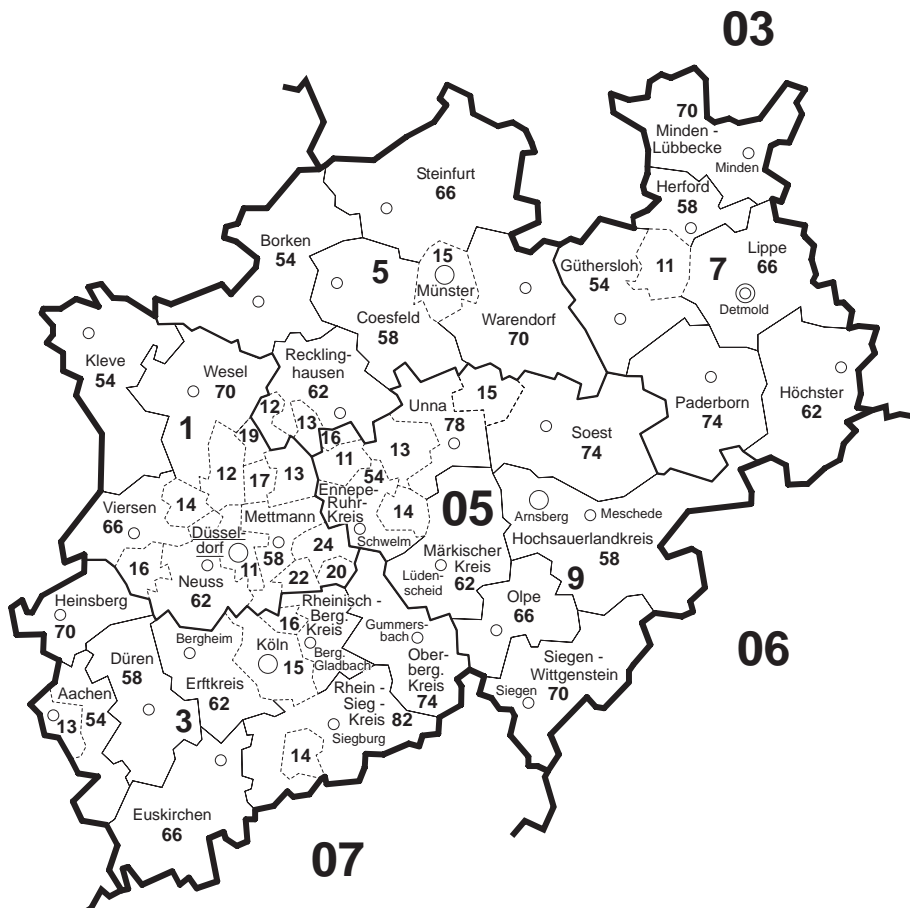 03
70
Minden -
Lübbecke
Minden
Steinfurt
66
Herford
58
Borken
54
5
15
Münster
Güthersloh
54
11
7
Lippe
66
Detmold
Coesfeld
58
Warendorf
70
Kleve
54
Wesel
70
Reckling-
hausen
62
1
12
13
19
16
Unna
78
15
Soest
74
Paderborn
74
Höchster
62
12
17
13
11
54
13
14
Viersen
66
Mettmann
Ennepe-
Ruhr-
Kreis
Schwelm
14
05
Arnsberg
Meschede
Hochsauerlandkreis
58
Düssel-
dorf
16
Neuss
62
11
58
24
22
20
Märkischer
Kreis
62
Lüden-
scheid
9
Olpe
66
Heinsberg
70
Bergheim
Erftkreis
62
Köln
15
16
Rheinisch -
Berg.
Kreis
Berg.
Gladbach
Gummers-
bach
Ober-
berg.
Kreis
74
06
Siegen -
Wittgenstein
70
Siegen
Düren
58
Aachen
54
13
3
Rhein -
Sieg -
Kreis
82
Siegburg
14
Euskirchen
66
07